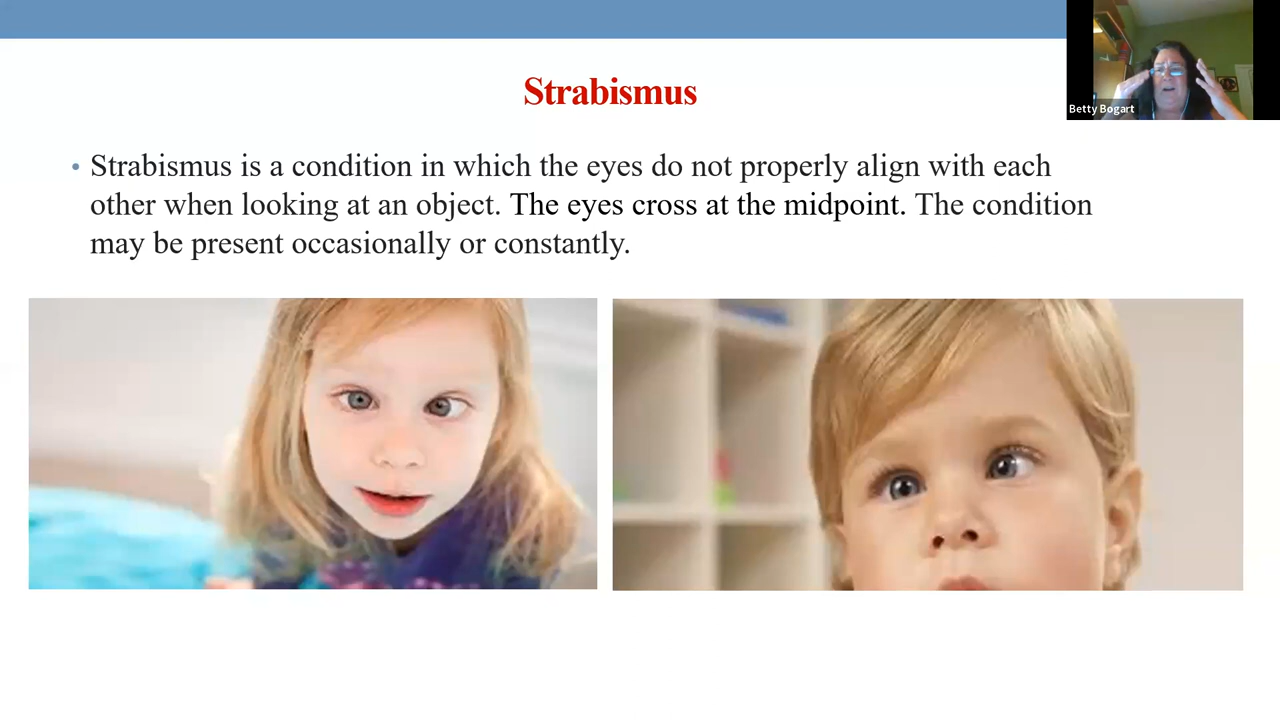 Strabismus
Betty Bogart
• Strabismus is a condition in which the eyes do not properly align with each
other when looking at an object. The eyes cross at the midpoint. The condition
may be present occasionally or constantly.